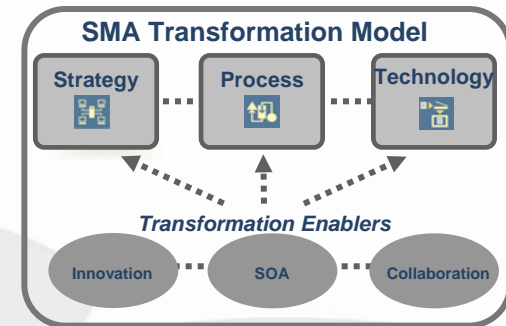 SMA Transformation Model
Strategy
Process
Technology
Transformation Enablers
Innovation
SOA
Collaboration